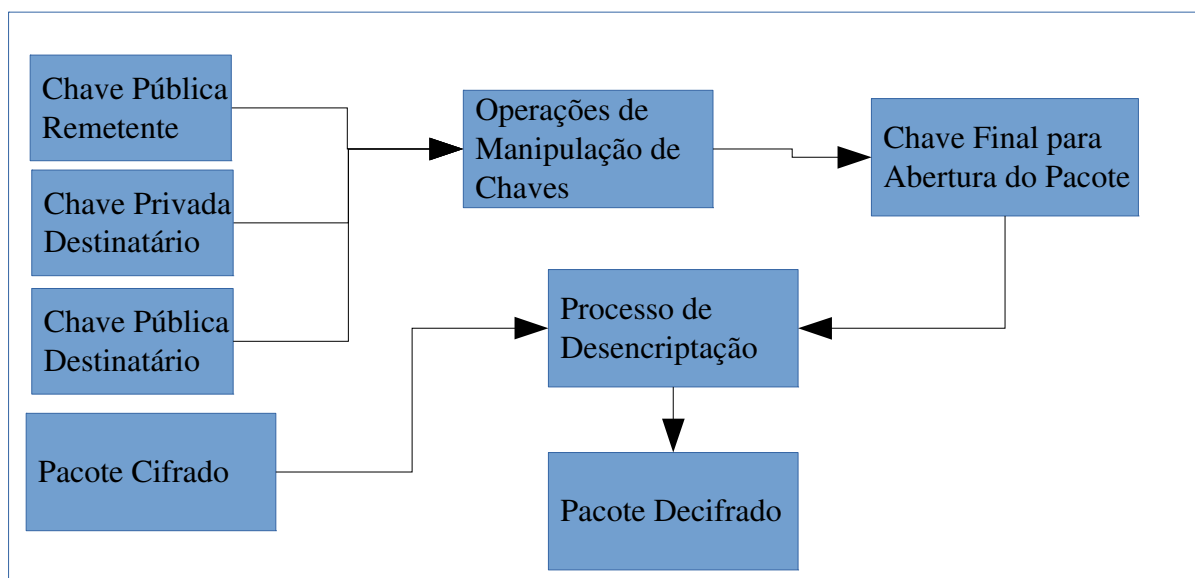 Chave Pública
Remetente
Operações de
Manipulação de
Chaves
Chave Final para
Abertura do Pacote
Chave Privada
Destinatário
Chave Pública
Destinatário
Processo de
Desencriptação
Pacote Cifrado
Pacote Decifrado